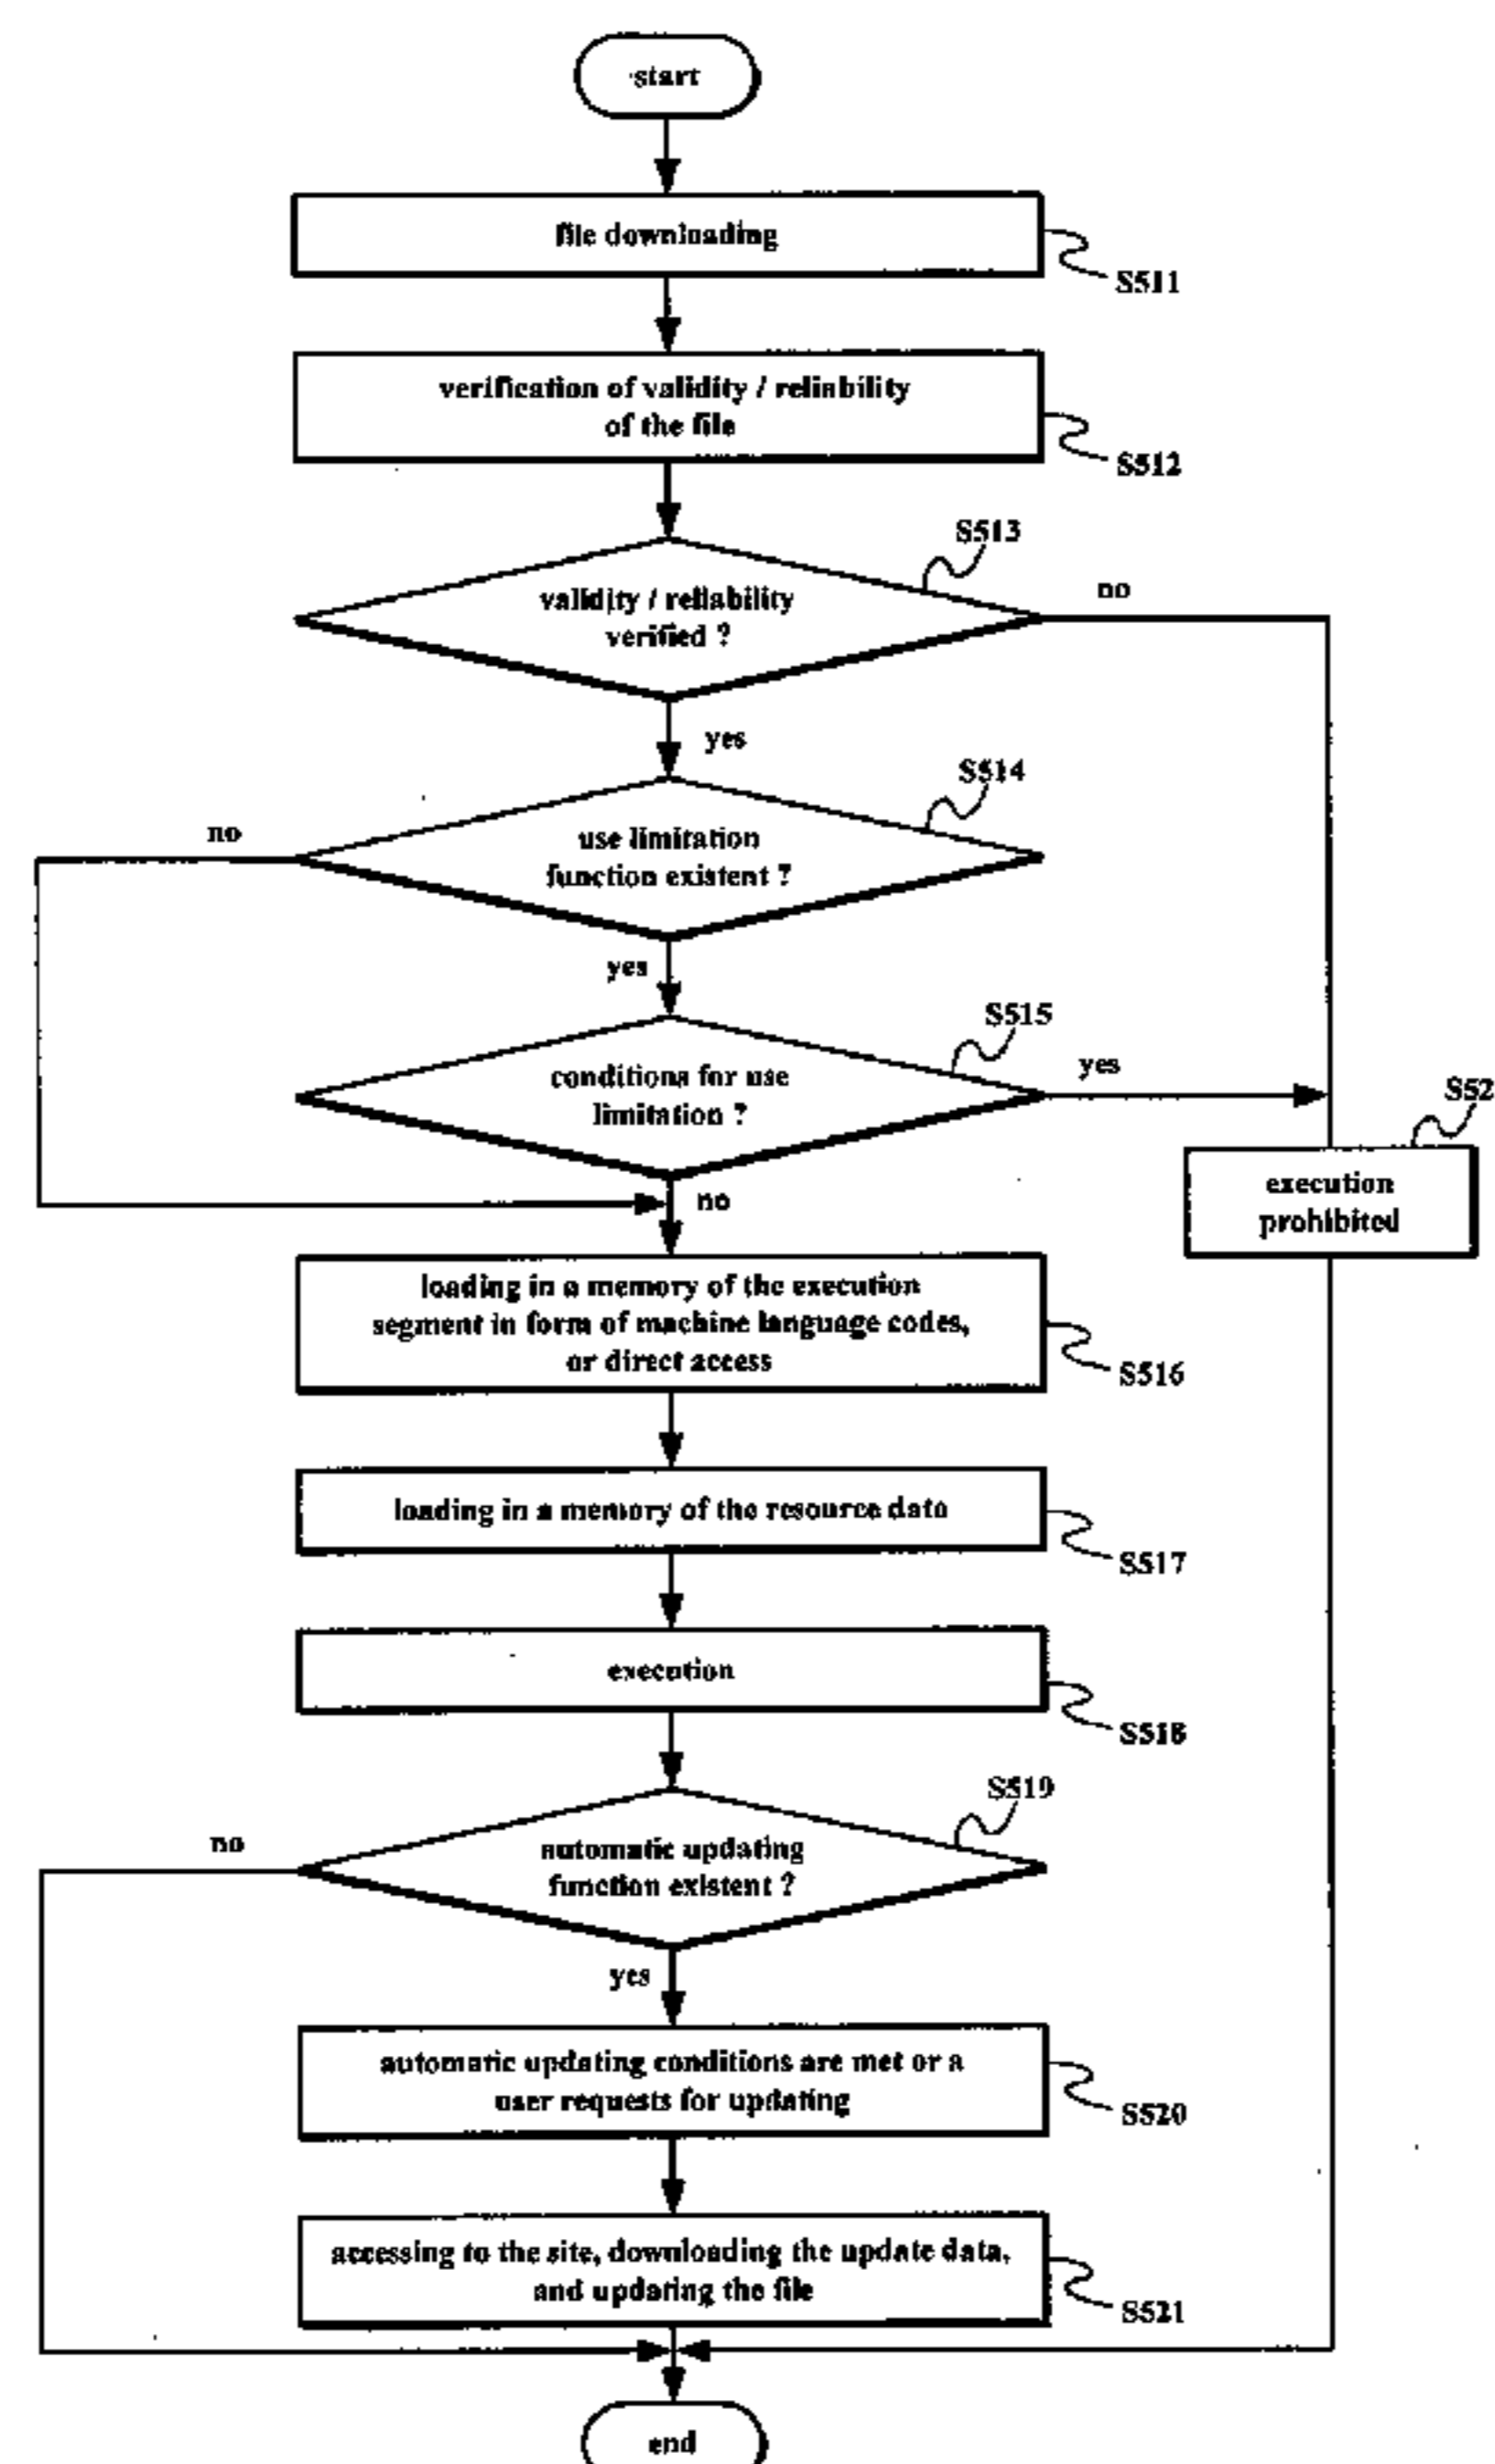 start
file downloading
S511
verification of validity / reliability
of the file
S512
S513
validity / reliability
verified ?
no
yes
S514
no
use limitation
function existent ?
yes
S515
conditions for use
limitation ?
yes
S52
execution
prohibited
no
loading in a memory of the execution
segment in form of machine language codes,
or direct access
S516
loading in a memory of the resource data
S517
execution
S518
S519
no
automatic updating
function existent ?
yes
automatic updating conditions are met or a
user requests for updating
S520
accessing to the site, downloading the update data,
and updating the file
S521
end